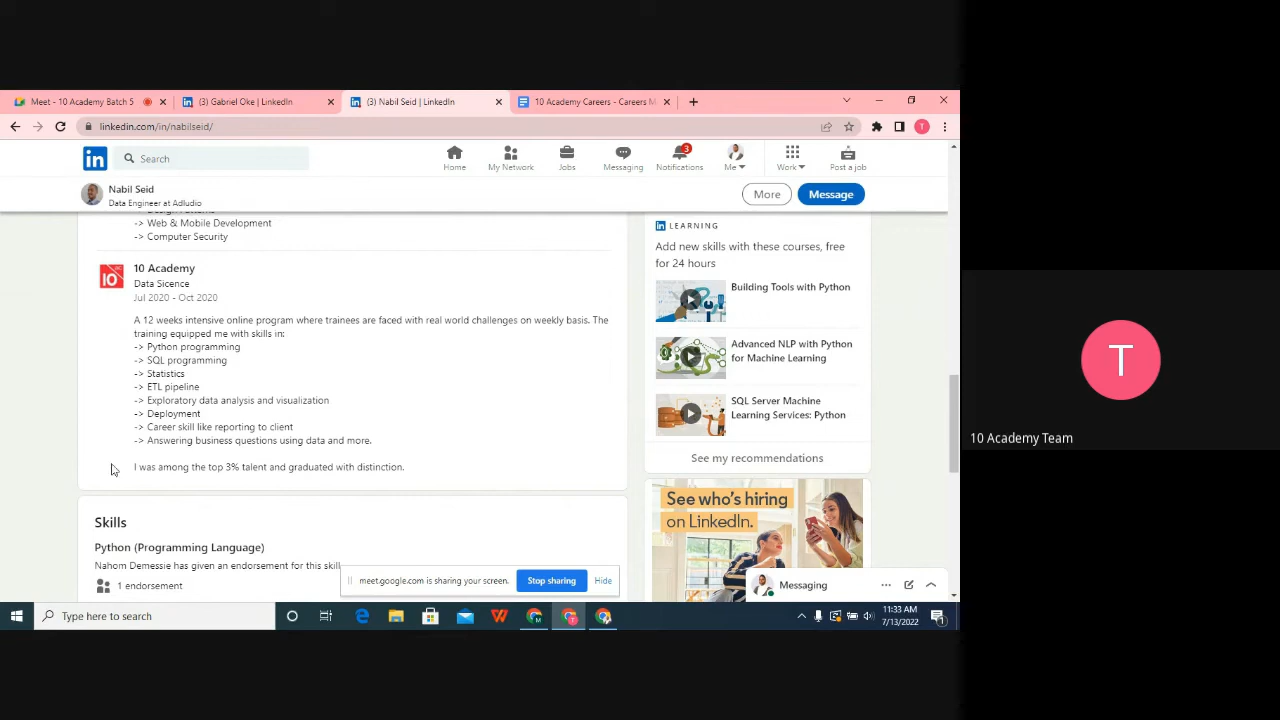 Meet - 10 Academy Batch 5
(3) Gabriel Oke | LinkedIn
(3) Nabil Seid | LinkedIn
10 Academy Careers - Careers M
linkedin.com/in/nabilseid/
in
Search
Home
My Network
Jobs
Messaging
3
Notifications
Me
Work
Post a job
Nabil Seid
Data Engineer at Adludio
More
Message
-> Design Patterns
-> Web & Mobile Development
-> Computer Security
10
10 Academy
Data Sicence
Jul 2020 - Oct 2020
A 12 weeks intensive online program where trainees are faced with real world challenges on weekly basis. The
training equipped me with skills in:
-> Python programming
-> SQL programming
-> Statistics
-> ETL pipeline
-> Exploratory data analysis and visualization
-> Deployment
-> Career skill like reporting to client
-> Answering business questions using data and more.
I was among the top 3% talent and graduated with distinction.
Skills
Python (Programming Language)
Nahom Demessie has given an endorsement for this skill
1 endorsement
in LEARNING
Add new skills with these courses, free
for 24 hours
Building Tools with Python
Advanced NLP with Python
for Machine Learning
SQL Server Machine
Learning Services: Python
See my recommendations
See who's hiring
on LinkedIn.
Messaging
meet.google.com is sharing your screen.
Stop sharing
Hide
Type here to search
11:33 AM
7/13/2022
1
T
10 Academy Team